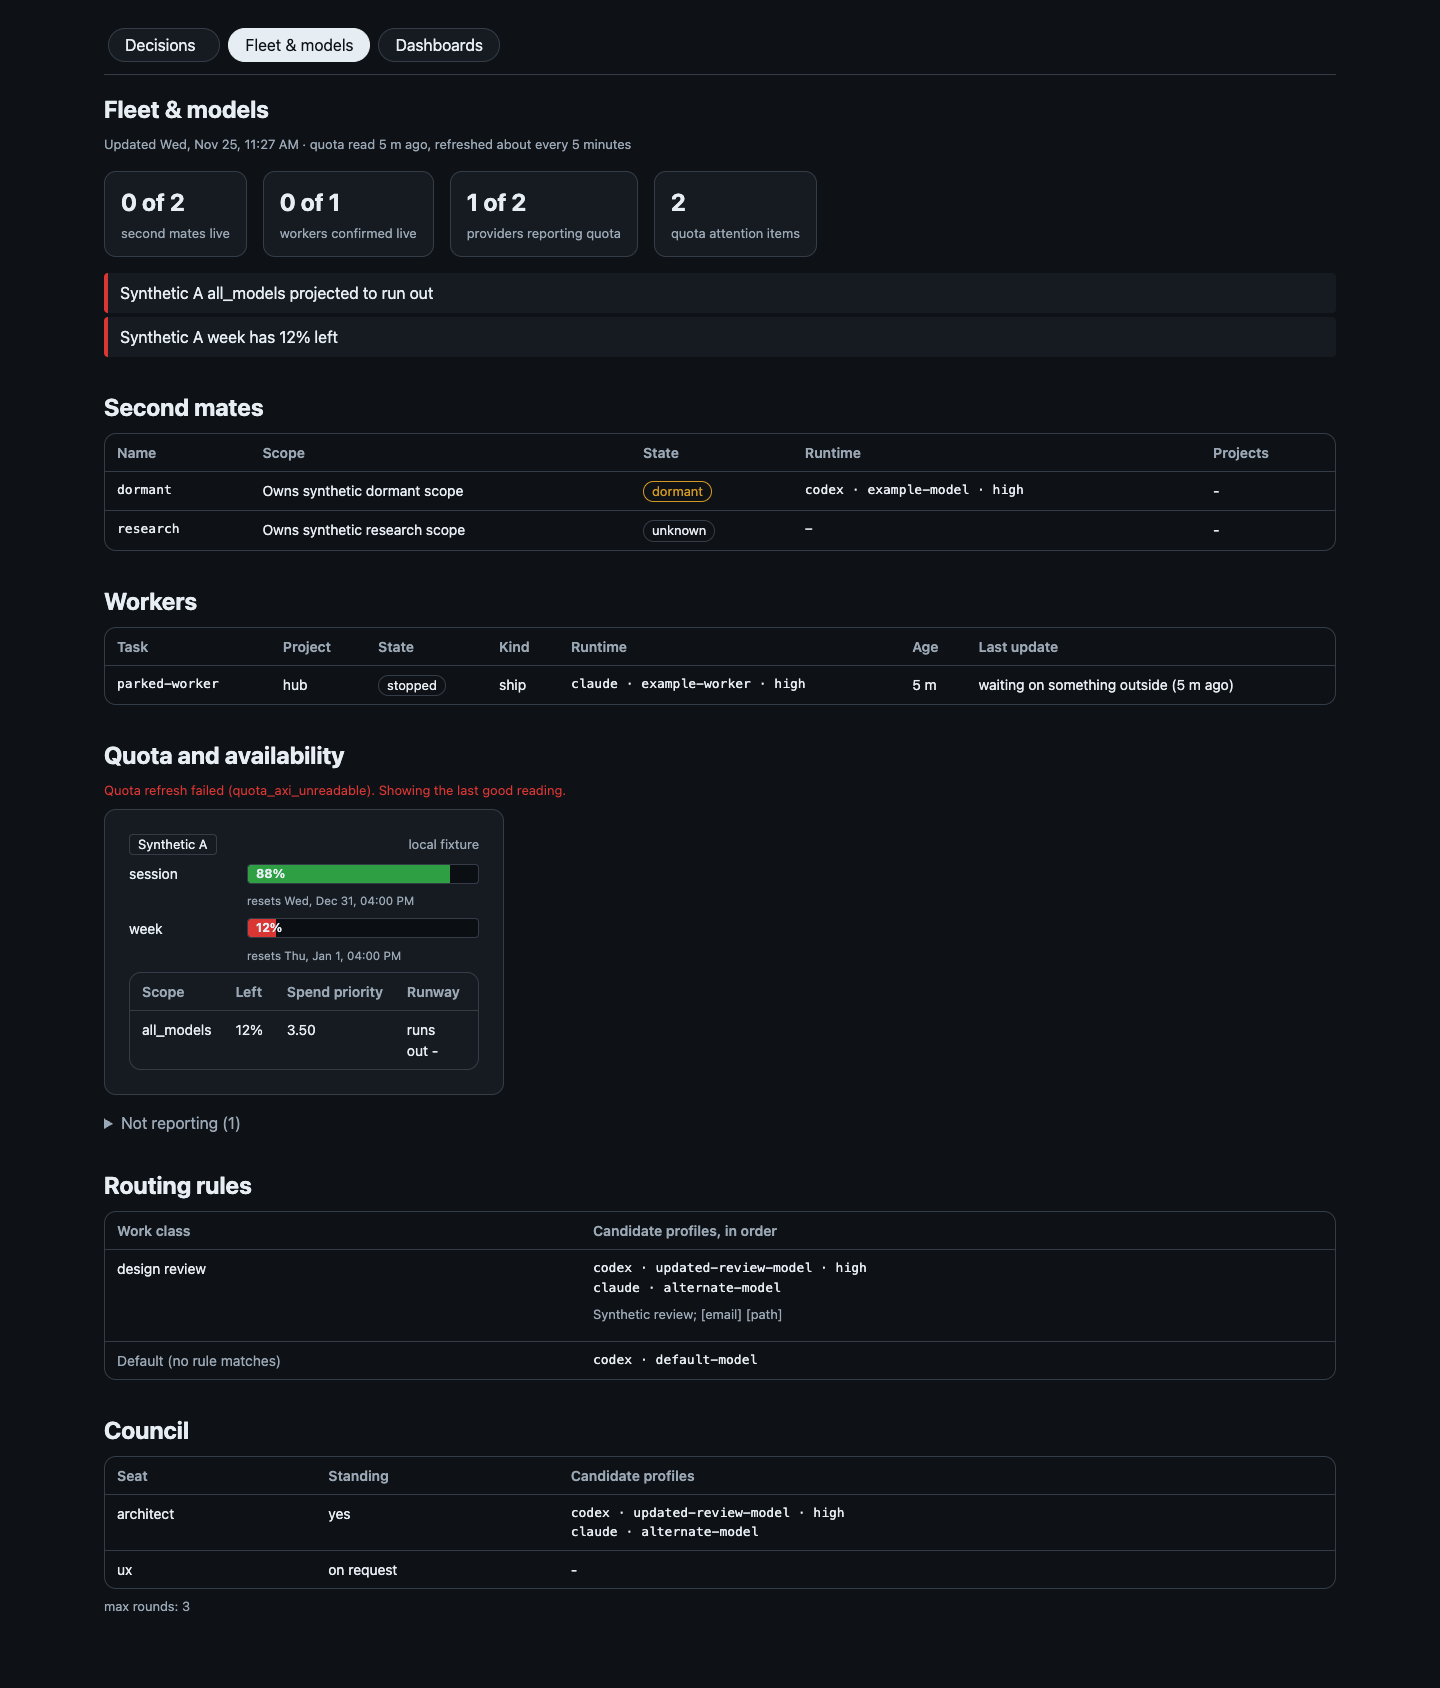 Decisions
Fleet & models
Dashboards
Fleet & models
Updated Wed, Nov 25, 11:27 AM · quota read 5 m ago, refreshed about every 5 minutes
0 of 2
second mates live
0 of 1
workers confirmed live
1 of 2
providers reporting quota
2
quota attention items
Synthetic A all_models projected to run out
Synthetic A week has 12% left
Second mates
Name Scope State Runtime Projects
dormant Owns synthetic dormant scope dormant codex · example-model · high -
research Owns synthetic research scope unknown – -
Workers
Task Project State Kind Runtime Age Last update
parked-worker hub stopped ship claude · example-worker · high 5 m waiting on something outside (5 m ago)
Quota and availability
Quota refresh failed (quota_axi_unreadable). Showing the last good reading.
Synthetic A local fixture
session 88%
resets Wed, Dec 31, 04:00 PM
week 12%
resets Thu, Jan 1, 04:00 PM
Scope Left Spend priority Runway
all_models 12% 3.50 runs
out -
Not reporting (1)
Routing rules
Work class Candidate profiles, in order
design review codex · updated-review-model · high
claude · alternate-model
Synthetic review; [email] [path]
Default (no rule matches) codex · default-model
Council
Seat Standing Candidate profiles
architect yes codex · updated-review-model · high
claude · alternate-model
ux on request -
max rounds: 3